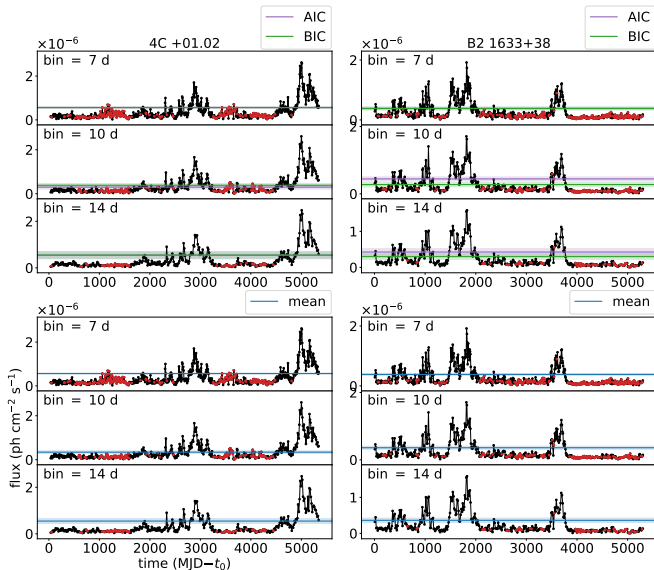 AIC
BIC
AIC
BIC
×10⁻⁶
4C +01.02
B2 1633+38
×10⁻⁶
bin = 7 d
bin = 7 d
2
0
2
0
bin = 10 d
bin = 10 d
2
0
2
0
bin = 14 d
bin = 14 d
2
0
1
0
0 1000 2000 3000 4000 5000
0 1000 2000 3000 4000 5000
×10⁻⁶
mean
×10⁻⁶
mean
bin = 7 d
bin = 7 d
2
0
2
0
bin = 10 d
bin = 10 d
2
0
2
0
bin = 14 d
bin = 14 d
2
0
1
0
0 1000 2000 3000 4000 5000
0 1000 2000 3000 4000 5000
flux (ph cm⁻² s⁻¹)
time (MJD−t₀)